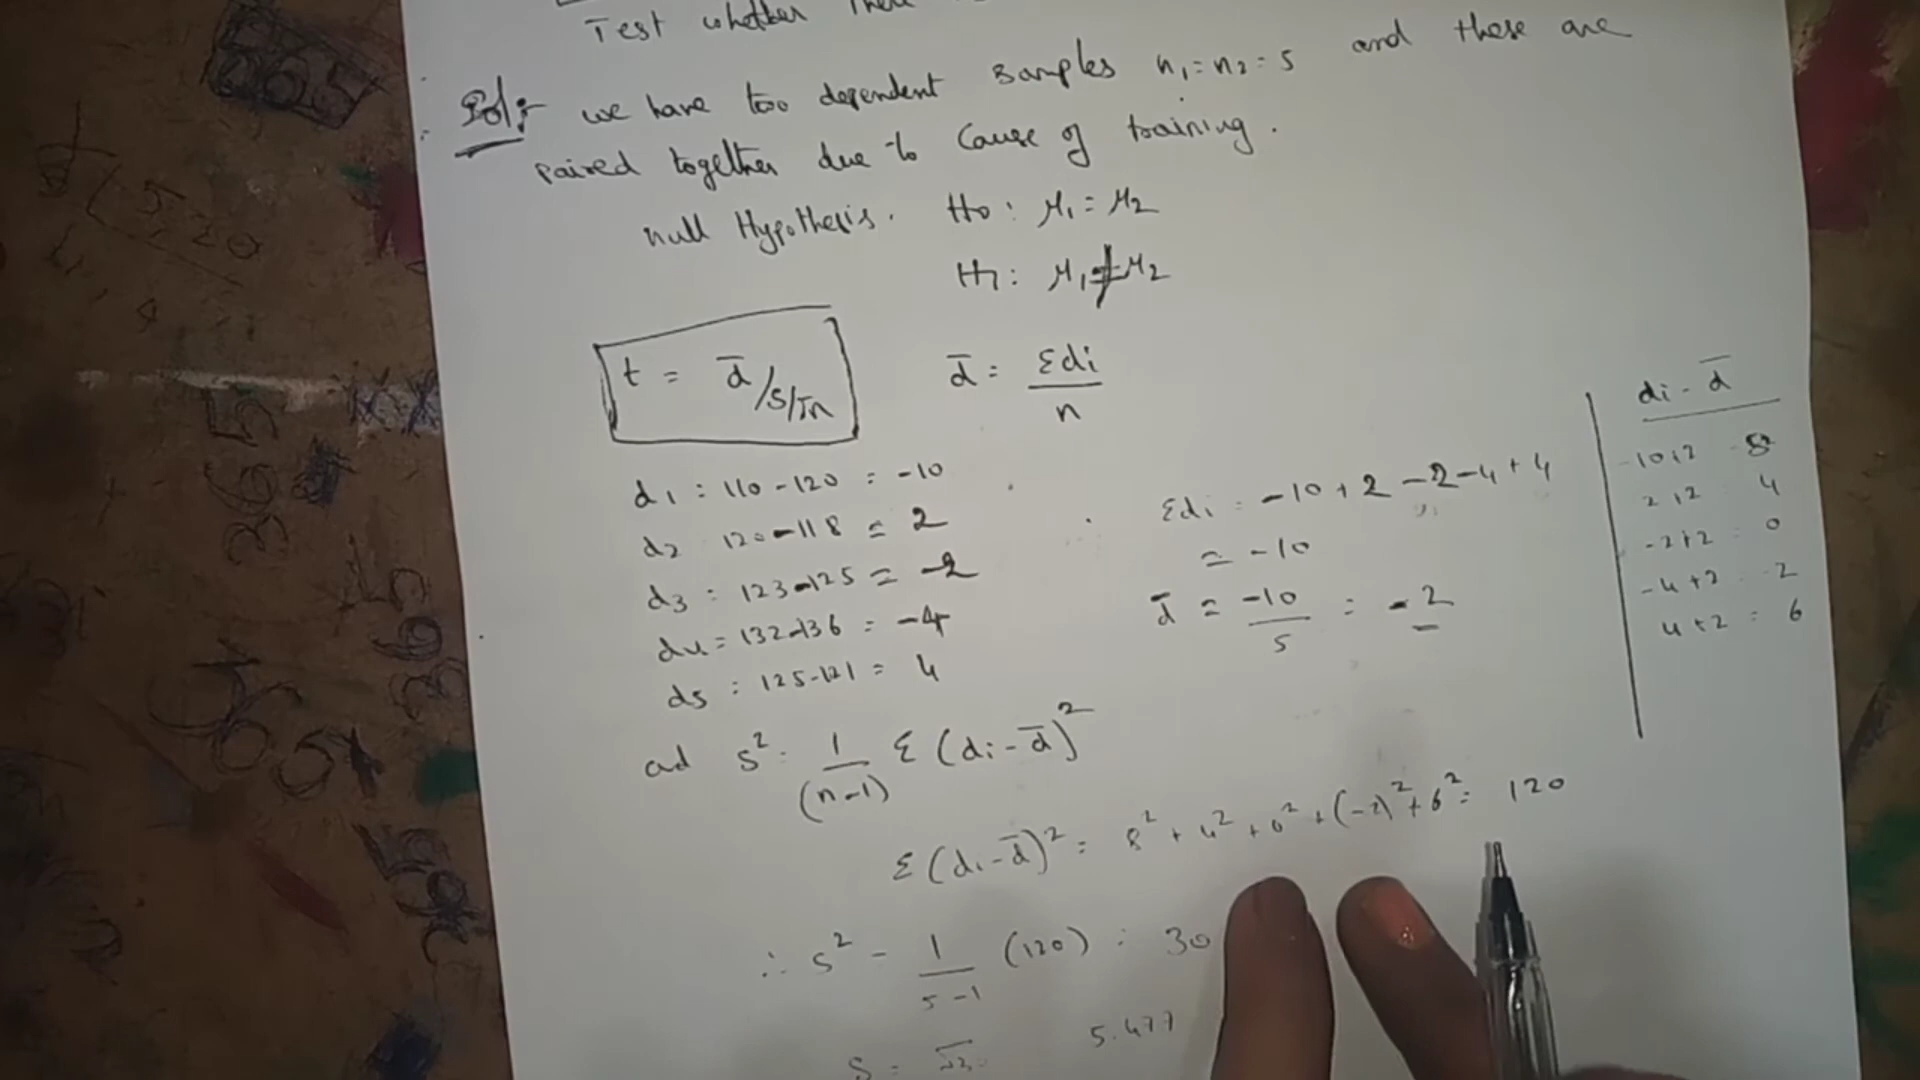 Test whether there
Sol:- we have two dependent samples n₁ = n₂ = 5 and these are
paired together due to cause of training.
null Hypothesis. H₀ : μ₁ = μ₂
H₁ : μ₁ ≠ μ₂
t = d̄/s/√n
d̄ = Σdi/n
d₁ : 110 - 120 = -10
d₂ 120 - 118 = 2
d₃ : 123 - 125 = -2
d₄ = 132 - 136 = -4
d₅ : 125 - 121 = 4
Σdi = -10 + 2 - 2 - 4 + 4
= -10
d̄ = -10/5 = -2
di - d̄
-10+2 -8
2+2 4
-2+2 0
-4+2 -2
4+2 = 6
ad s² = 1/(n-1) Σ(di - d̄)²
Σ(di - d̄)² = 8² + 4² + 0² + (-2)² + 6² = 120
∴ s² = 1/5-1 (120) = 30
S = 5.477